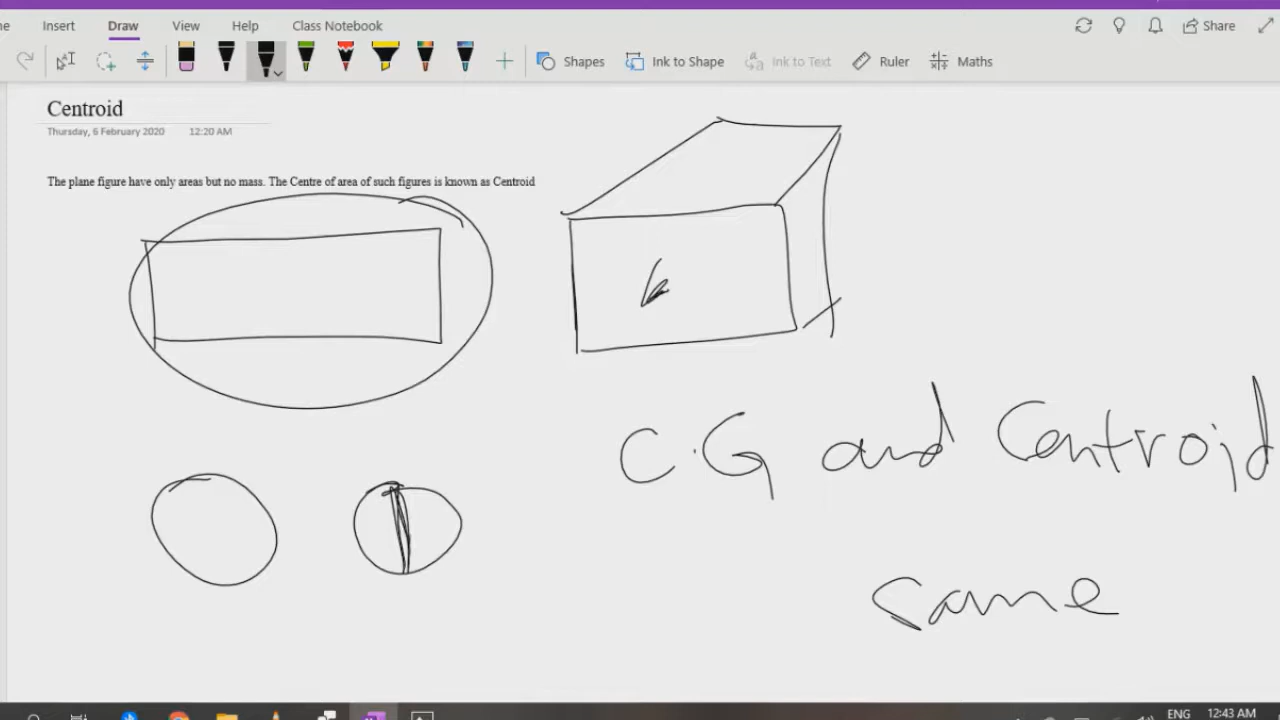 Insert Draw View Help Class Notebook Share
Shapes Ink to Shape Ink to Text Ruler Maths
Centroid
Thursday, 6 February 2020 12:20 AM
The plane figure have only areas but no mass. The Centre of area of such figures is known as Centroid
C.G and Centroid
same
ENG 12:43 AM